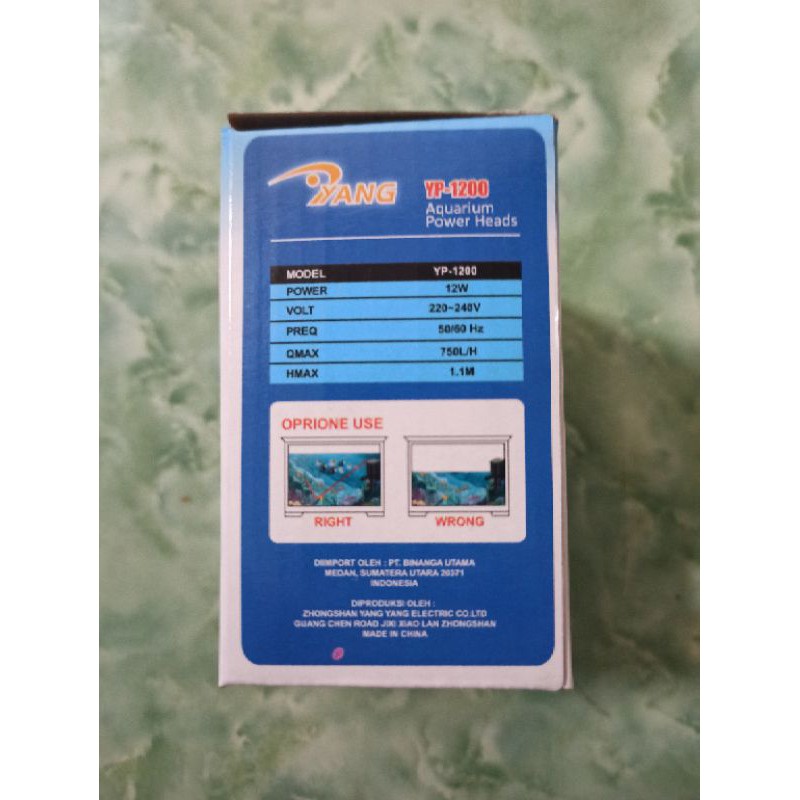 YANG
YP-1200
Aquarium
Power Heads
MODEL YP-1200
POWER 12W
VOLT 220~240V
PREQ 50/60 Hz
QMAX 750L/H
HMAX 1.1M
OPRIONE USE
RIGHT WRONG
DIIMPORT OLEH : PT. BINANGA UTAMA
MEDAN, SUMATERA UTARA 20371
INDONESIA
DIPRODUKSI OLEH :
ZHONGSHAN YANG YANG ELECTRIC CO.LTD
GUANG CHEN ROAD JIXI XIAO LAN ZHONGSHAN
MADE IN CHINA